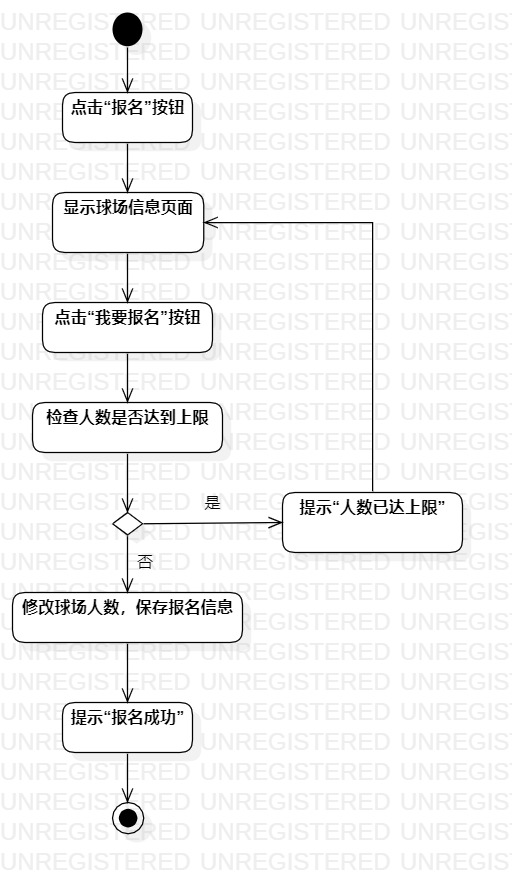 点击“报名”按钮
显示球场信息页面
点击“我要报名”按钮
检查人数是否达到上限
是
提示“人数已达上限”
否
修改球场人数，保存报名信息
提示“报名成功”
UNREGISTERED